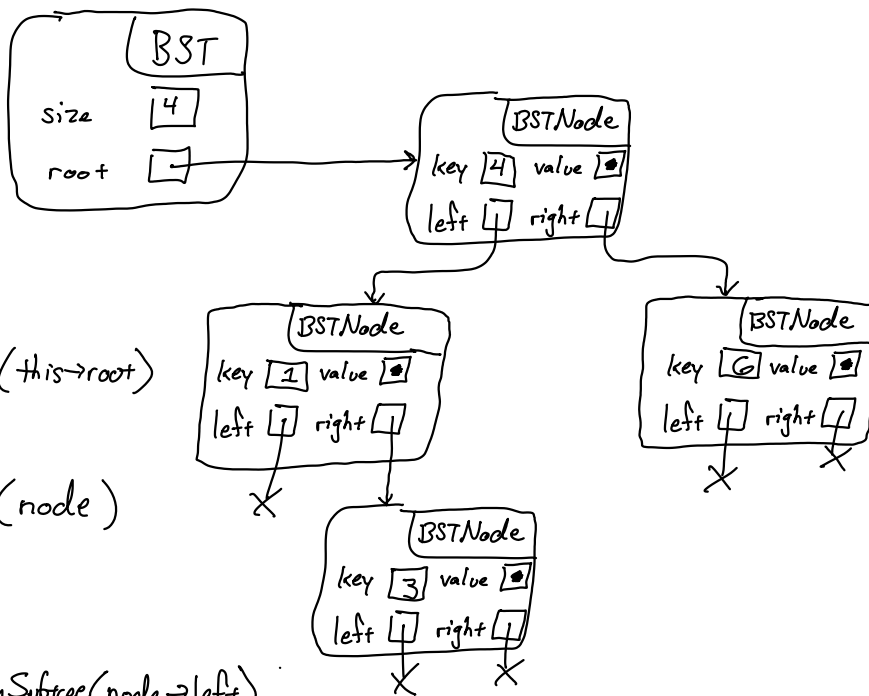 BST
size 4
root
BSTNode
key 4 value
left right
BSTNode
key 1 value
left right
BSTNode
key 6 value
left right
(this→root)
(node)
BSTNode
key 3 value
left right
(node→left)